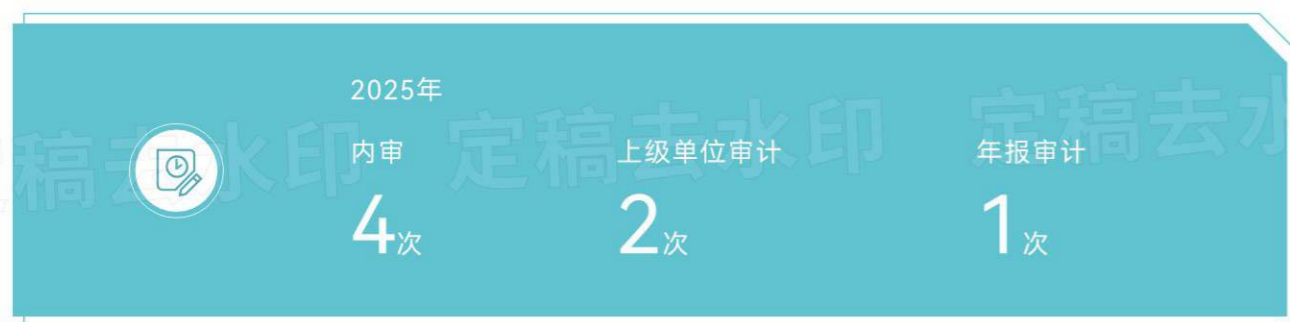 2025年
内审
4次
上级单位审计
2次
年报审计
1次
定稿去水印
定稿去水印
稿去水印